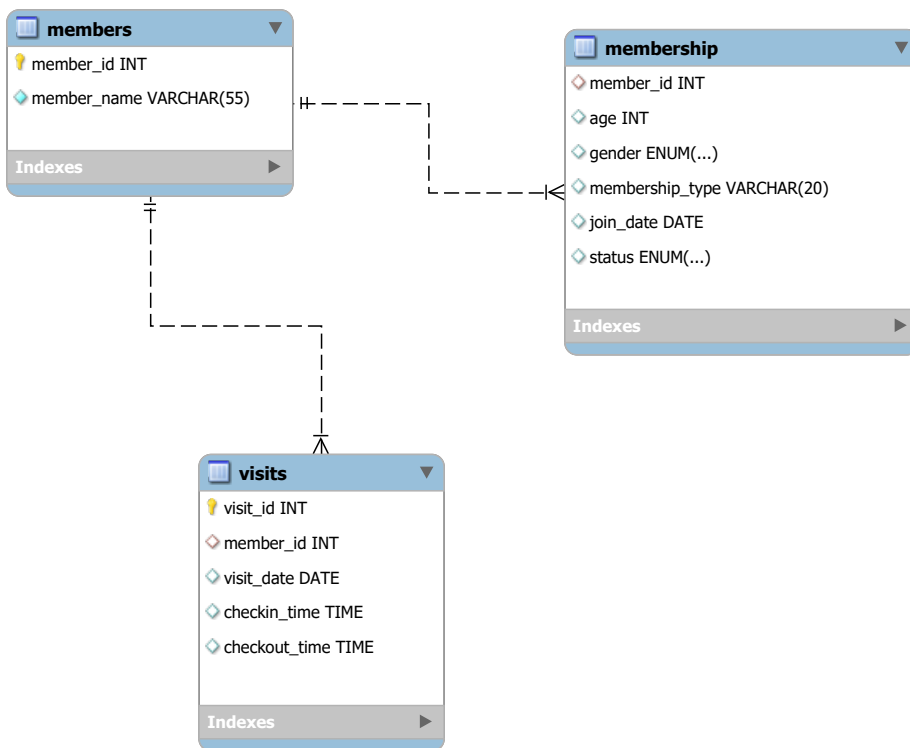 members
member_id INT
member_name VARCHAR(55)
Indexes
membership
member_id INT
age INT
gender ENUM(...)
membership_type VARCHAR(20)
join_date DATE
status ENUM(...)
Indexes
visits
visit_id INT
member_id INT
visit_date DATE
checkin_time TIME
checkout_time TIME
Indexes